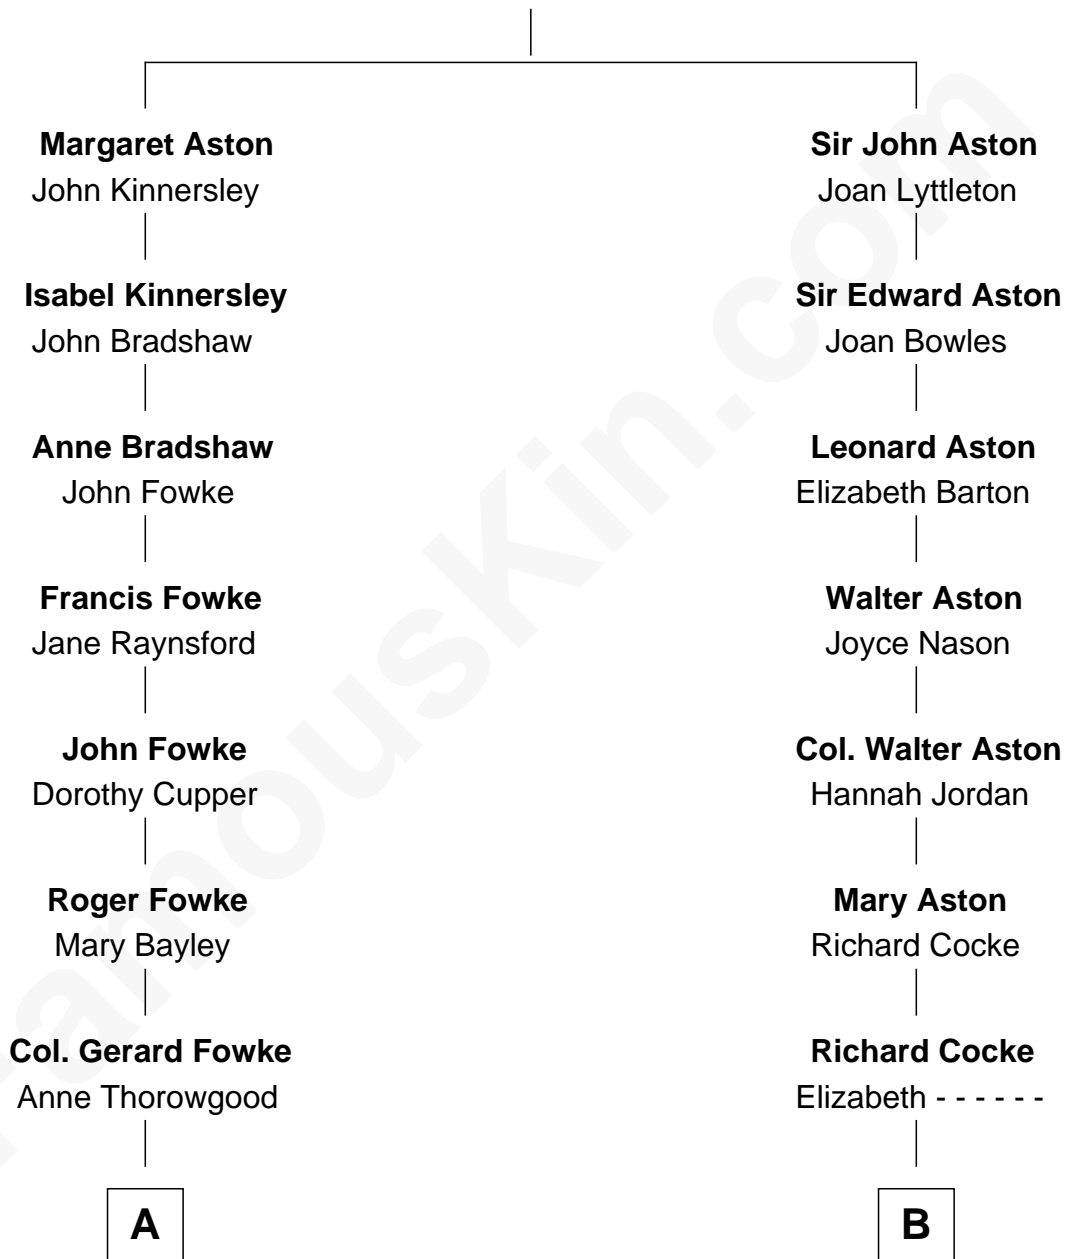 Margaret Aston
John Kinnersley
Isabel Kinnersley
John Bradshaw
Anne Bradshaw
John Fowke
Francis Fowke
Jane Raynsford
John Fowke
Dorothy Cupper
Roger Fowke
Mary Bayley
Col. Gerard Fowke
Anne Thorowgood
A
Sir John Aston
Joan Lyttleton
Sir Edward Aston
Joan Bowles
Leonard Aston
Elizabeth Barton
Walter Aston
Joyce Nason
Col. Walter Aston
Hannah Jordan
Mary Aston
Richard Cocke
Richard Cocke
Elizabeth - - - - - -
B
FamousKin.com